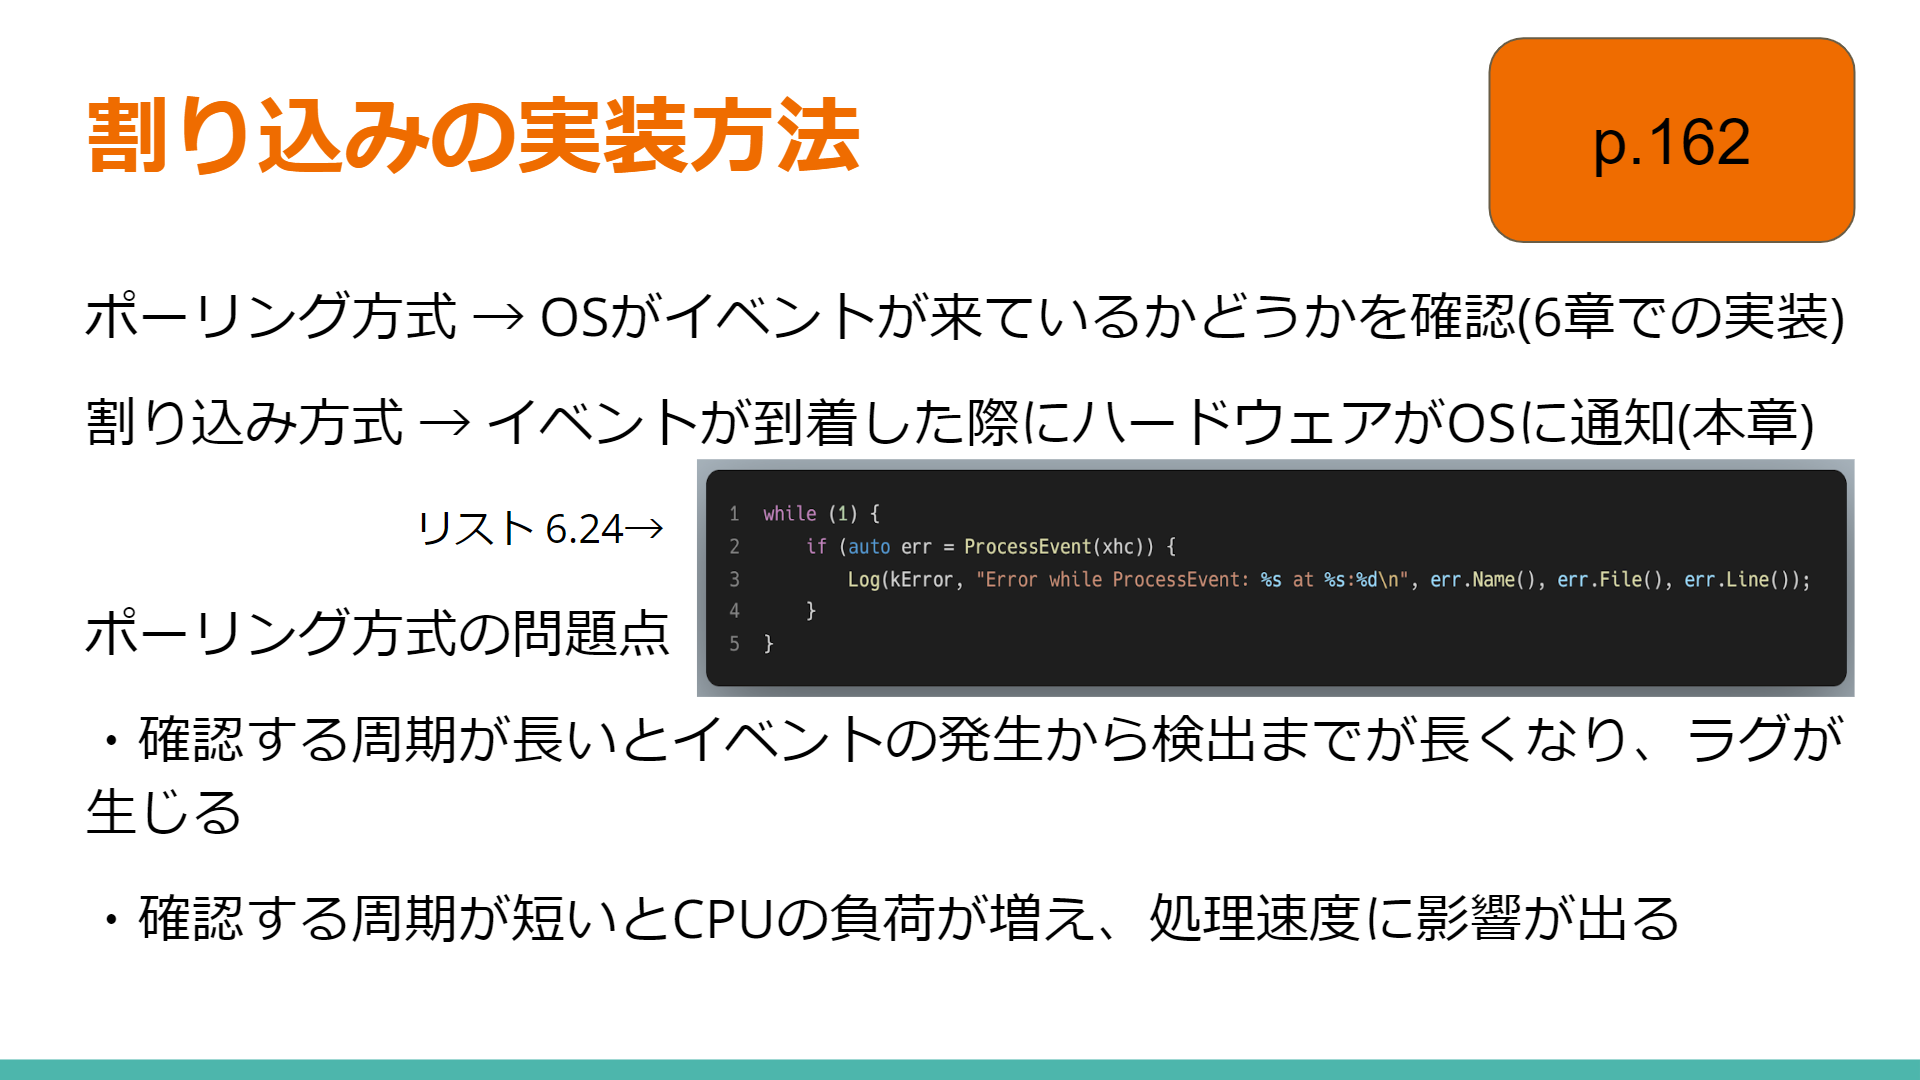 割り込みの実装方法
p.162
ポーリング方式 → OSがイベントが来ているかどうかを確認(6章での実装)
割り込み方式 → イベントが到着した際にハードウェアがOSに通知(本章)
リスト 6.24→
1 while (1) {
2     if (auto err = ProcessEvent(xhc)) {
3         Log(kError, "Error while ProcessEvent: %s at %s:%d\n", err.Name(), err.File(), err.Line());
4     }
5 }
ポーリング方式の問題点
・確認する周期が長いとイベントの発生から検出までが長くなり、ラグが
生じる
・確認する周期が短いとCPUの負荷が増え、処理速度に影響が出る